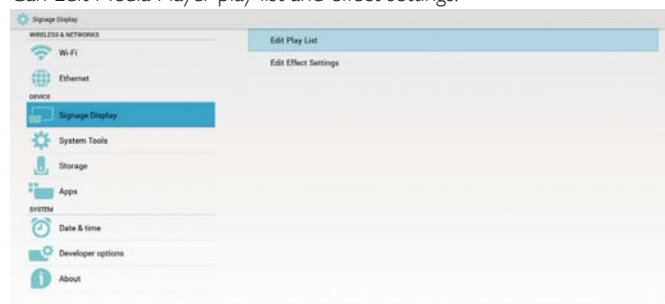 Can Edit Media Player play list and effect settings.
Signage Display
WIRELESS & NETWORKS
Wi-Fi
Ethernet
DEVICE
Signage Display
System Tools
Storage
Apps
SYSTEM
Date & time
Developer options
About
Edit Play List
Edit Effect Settings